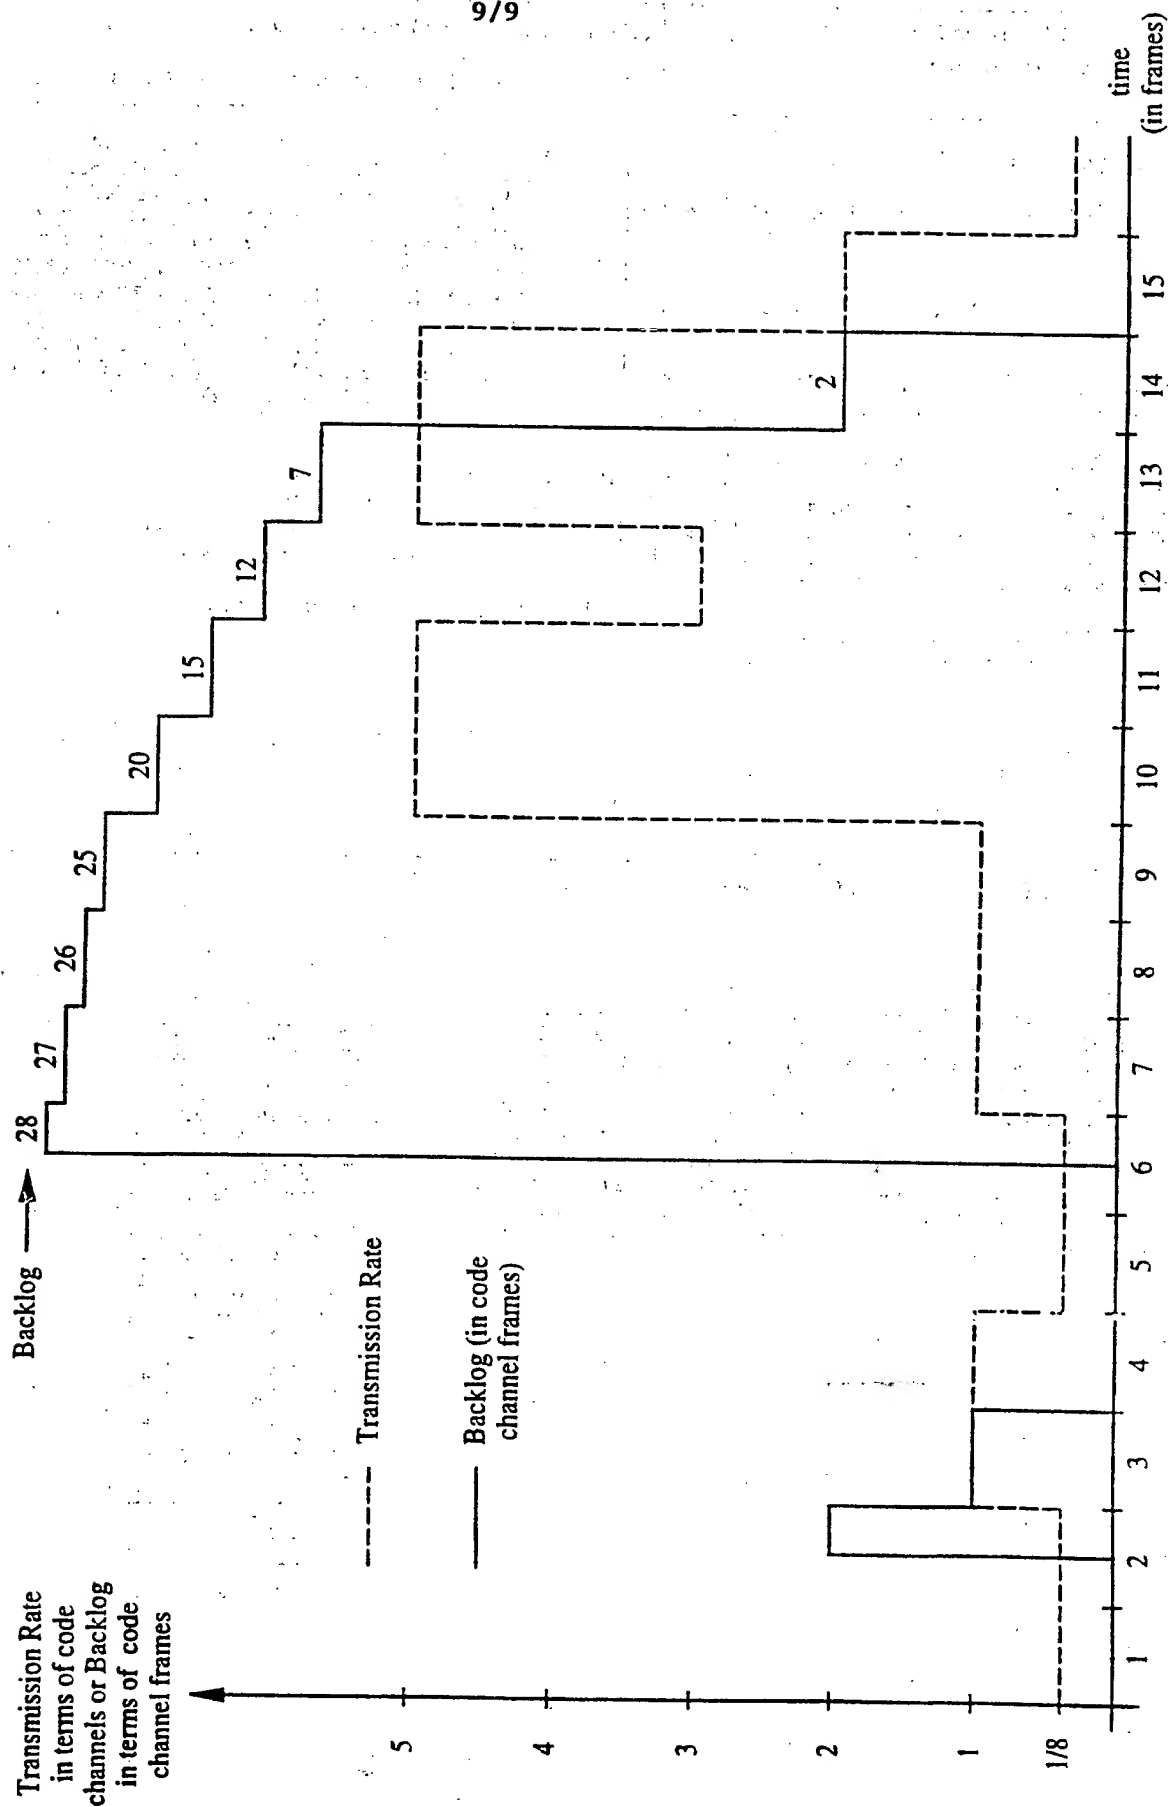 6/6
Transmission Rate
in terms of code
channels or Backlog
in terms of code
channel frames
5
4
3
2
1
1/8
Backlog
Transmission Rate
Backlog (in code
channel frames)
28
27
26
25
20
15
12
7
2
1
2
3
4
5
6
7
8
9
10
11
12
13
14
15
time
(in frames)